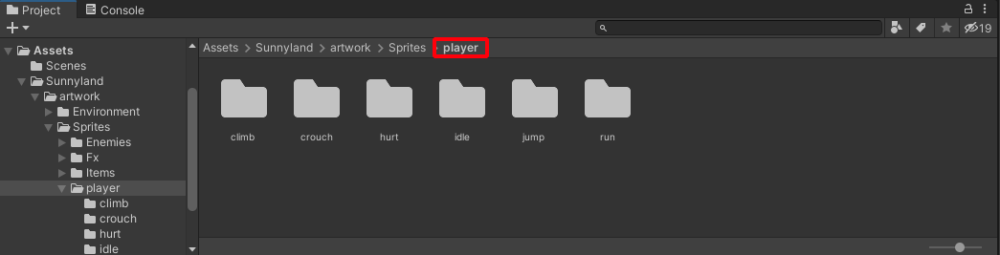 Project Console
19
Assets
Scenes
Sunnyland
artwork
Environment
Sprites
Enemies
Fx
Items
player
climb
crouch
hurt
idle
Assets > Sunnyland > artwork > Sprites > player
climb crouch hurt idle jump run